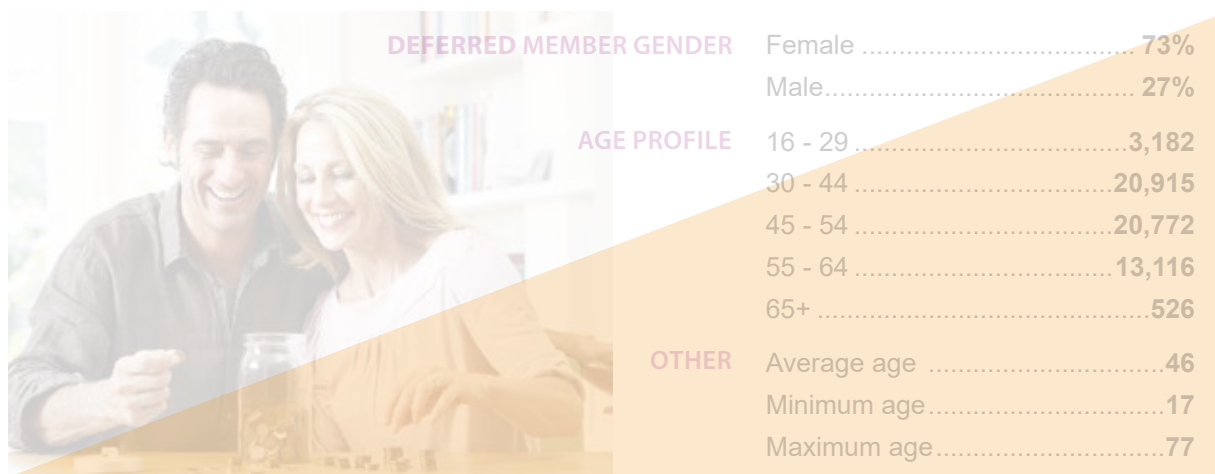 DEFERRED MEMBER GENDER Female ..................................... 73%
Male.......................................... 27%
AGE PROFILE 16 - 29 .....................................3,182
30 - 44 ...................................20,915
45 - 54 ...................................20,772
55 - 64 ...................................13,116
65+ .............................................526
OTHER Average age ................................46
Minimum age................................17
Maximum age...............................77